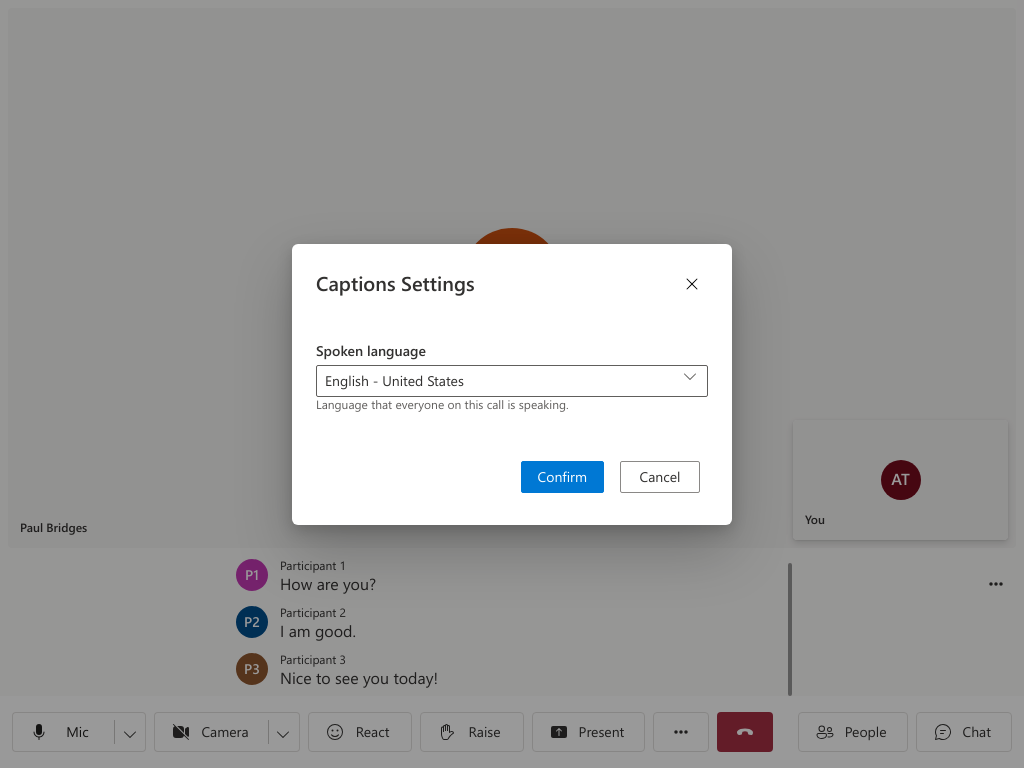 Captions Settings
Spoken language
English - United States
Language that everyone on this call is speaking.
Confirm
Cancel
AT
You
Paul Bridges
P1
Participant 1
How are you?
P2
Participant 2
I am good.
P3
Participant 3
Nice to see you today!
Mic
Camera
React
Raise
Present
People
Chat